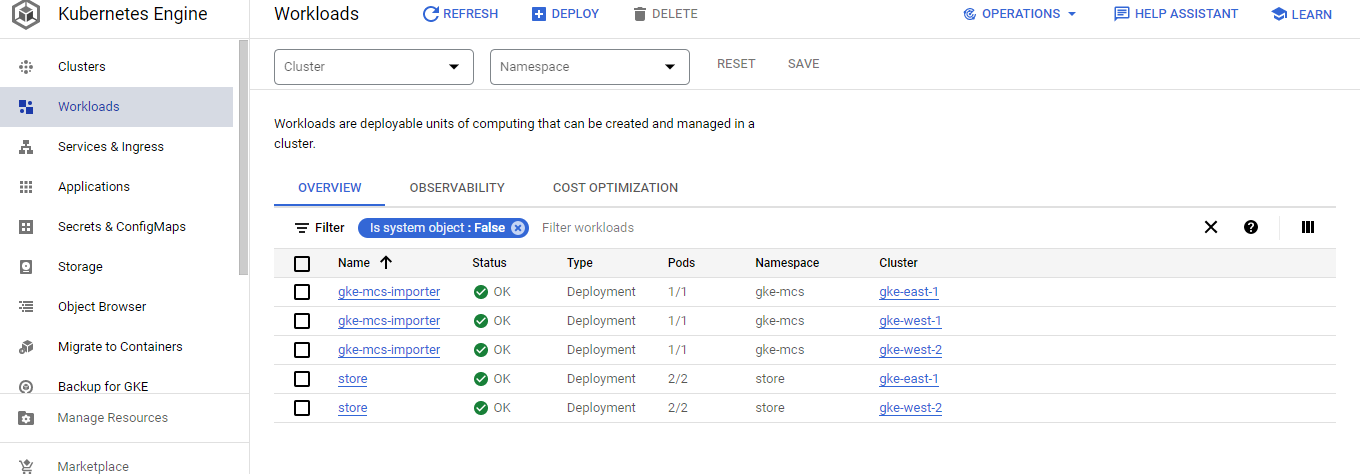 Kubernetes Engine
Workloads REFRESH DEPLOY DELETE OPERATIONS HELP ASSISTANT LEARN
Clusters
Workloads
Services & Ingress
Applications
Secrets & ConfigMaps
Storage
Object Browser
Migrate to Containers
Backup for GKE
Manage Resources
Marketplace
Cluster Namespace RESET SAVE
Workloads are deployable units of computing that can be created and managed in a
cluster.
OVERVIEW OBSERVABILITY COST OPTIMIZATION
Filter Is system object : False Filter workloads
Name Status Type Pods Namespace Cluster
gke-mcs-importer OK Deployment 1/1 gke-mcs gke-east-1
gke-mcs-importer OK Deployment 1/1 gke-mcs gke-west-1
gke-mcs-importer OK Deployment 1/1 gke-mcs gke-west-2
store OK Deployment 2/2 store gke-east-1
store OK Deployment 2/2 store gke-west-2